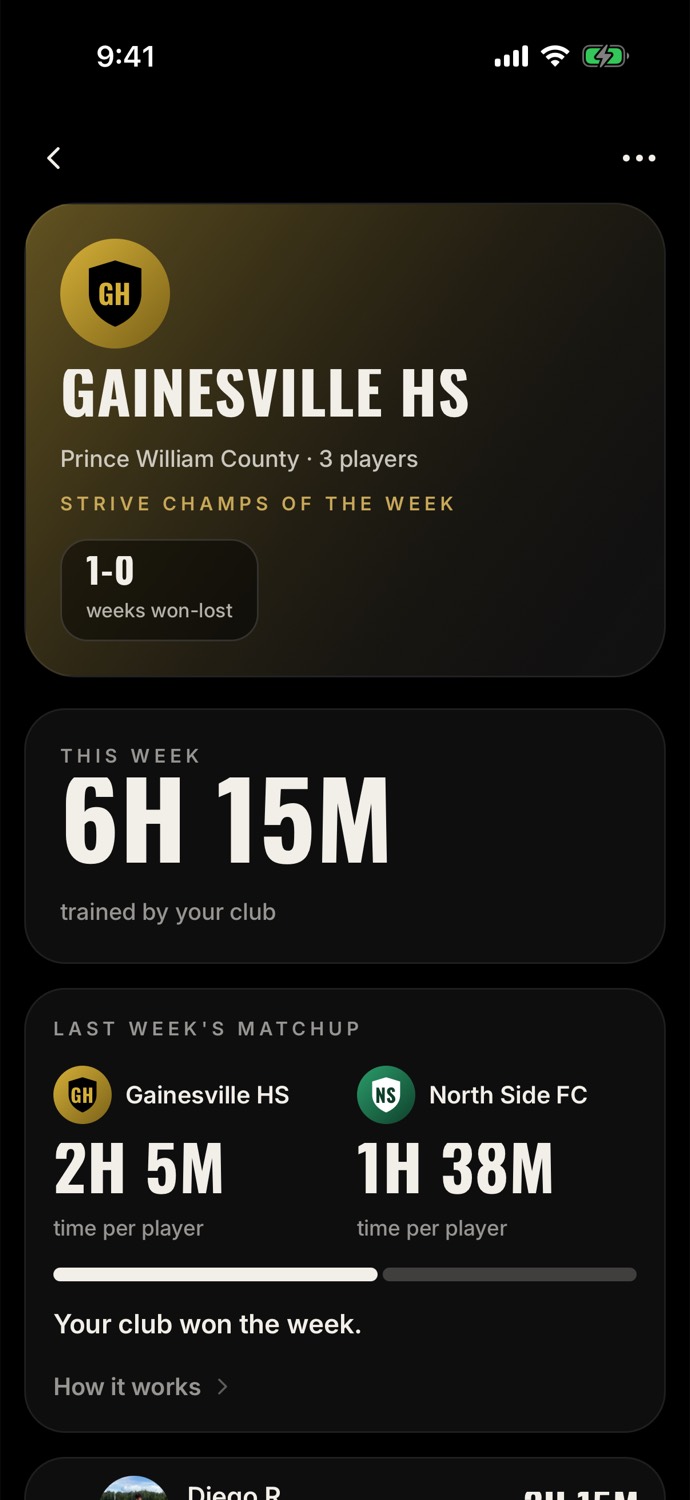 9:41
GH
GAINESVILLE HS
Prince William County · 3 players
STRIVE CHAMPS OF THE WEEK
1-0
weeks won-lost
THIS WEEK
6H 15M
trained by your club
LAST WEEK'S MATCHUP
GH Gainesville HS
NS North Side FC
2H 5M
1H 38M
time per player
time per player
Your club won the week.
How it works
Diego R